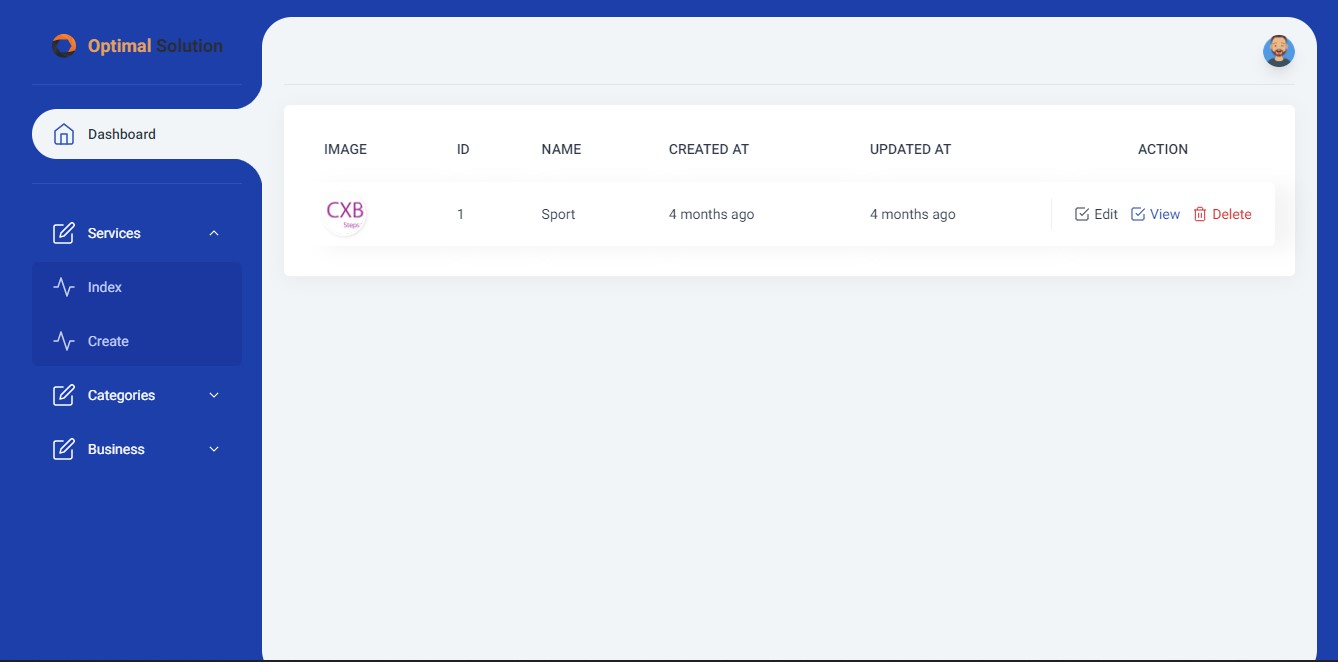 Optimal Solution
Dashboard
Services
Index
Create
Categories
Business
IMAGE ID NAME CREATED AT UPDATED AT ACTION
CXB
Steps
1 Sport 4 months ago 4 months ago Edit View Delete